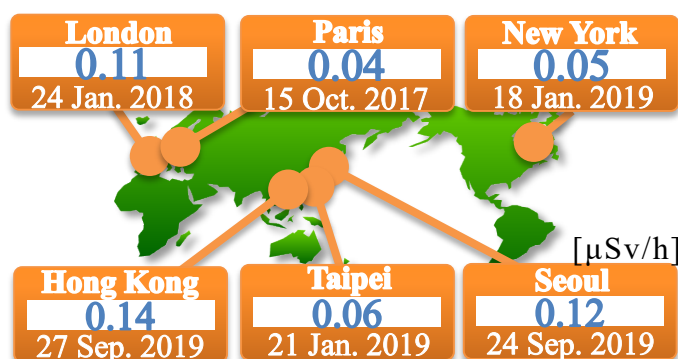 London
0.11
24 Jan. 2018
Paris
0.04
15 Oct. 2017
New York
0.05
18 Jan. 2019
[μSv/h]
Hong Kong
0.14
27 Sep. 2019
Taipei
0.06
21 Jan. 2019
Seoul
0.12
24 Sep. 2019